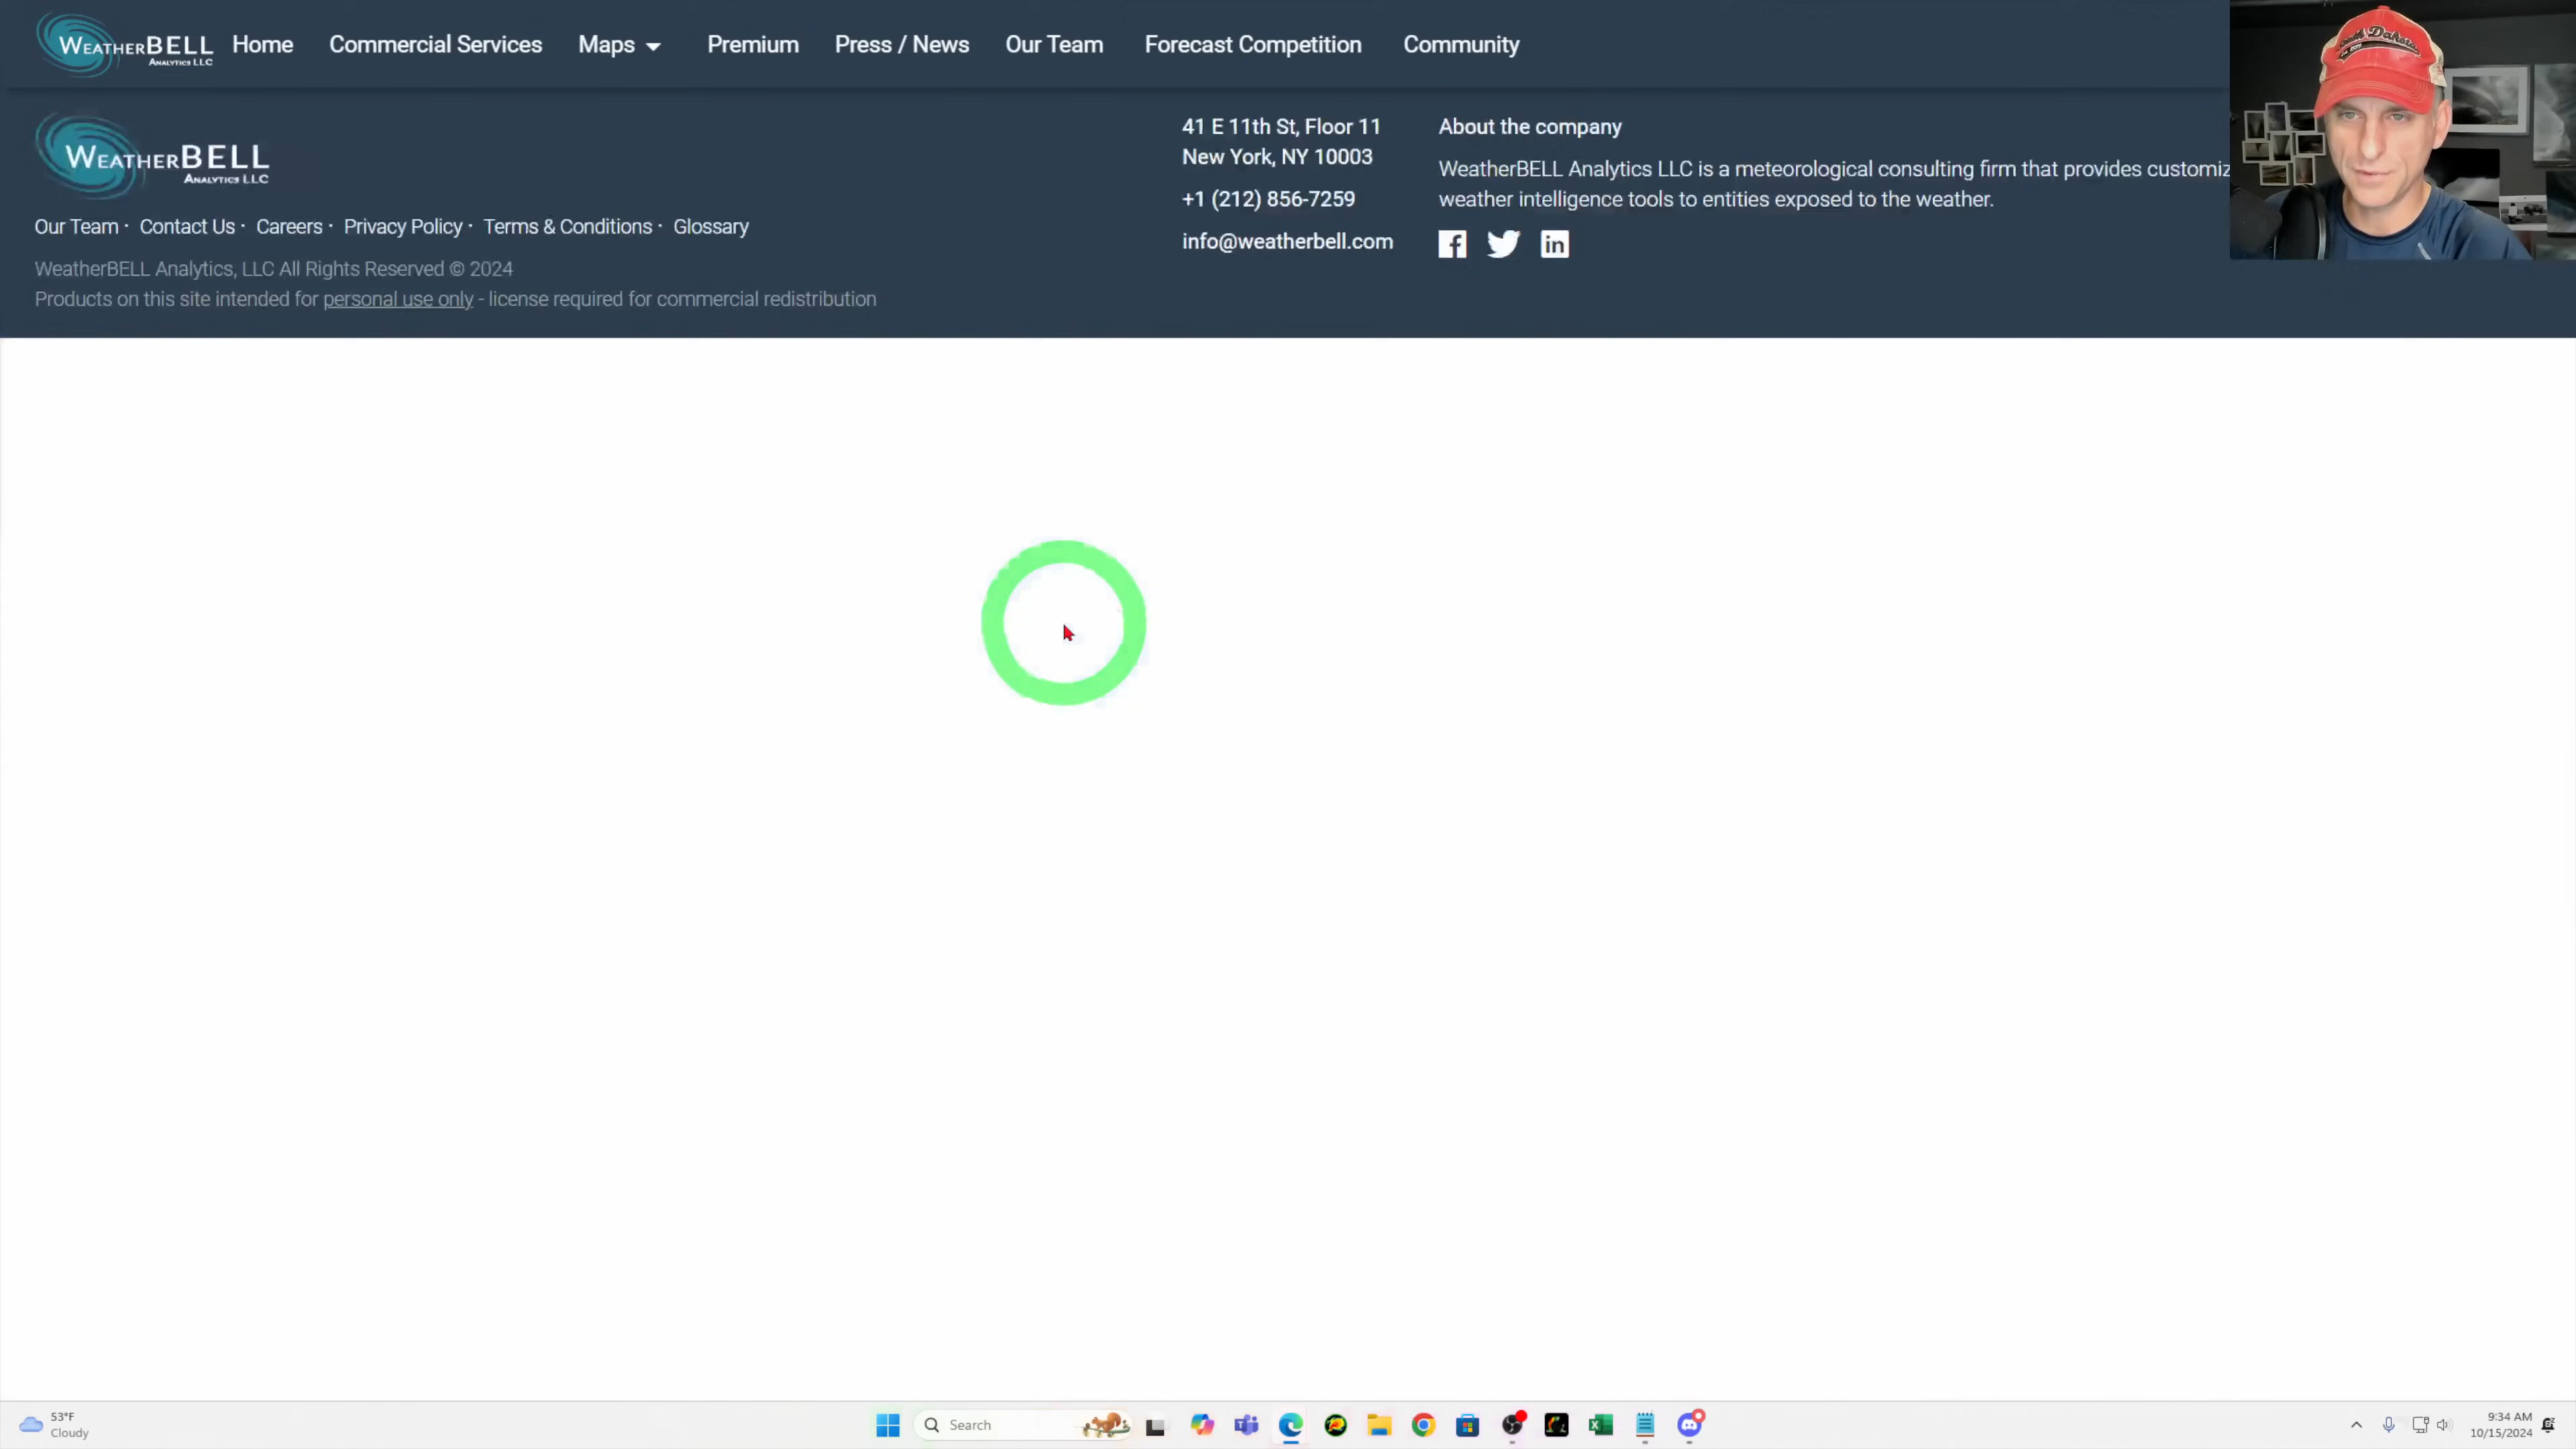 WEATHERBELL
ANALYTICS LLC
Home
Commercial Services
Maps
Premium
Press / News
Our Team
Forecast Competition
Community
WEATHERBELL
ANALYTICS LLC
Our Team · Contact Us · Careers · Privacy Policy · Terms & Conditions · Glossary
WeatherBELL Analytics, LLC All Rights Reserved © 2024
Products on this site intended for personal use only - license required for commercial redistribution
41 E 11th St, Floor 11
New York, NY 10003
+1 (212) 856-7259
info@weatherbell.com
About the company
WeatherBELL Analytics LLC is a meteorological consulting firm that provides customiz
weather intelligence tools to entities exposed to the weather.
53°F
Cloudy
Search
9:34 AM
10/15/2024